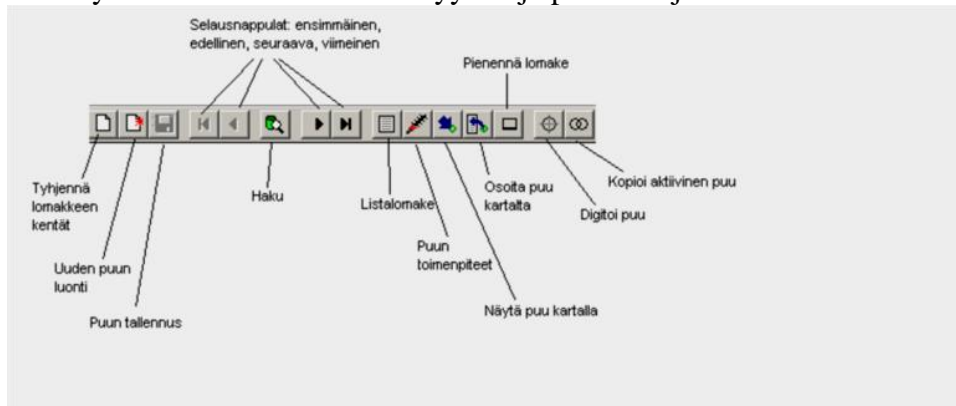 Selausnappulat: ensimmäinen,
edellinen, seuraava, viimeinen
Pienennä lomake
Tyhjennä
lomakkeen
kentät
Haku
Listalomake
Osoita puu
kartalta
Kopioi aktiivinen puu
Digitoi puu
Puun
toimenpiteet
Uuden puun
luonti
Näytä puu kartalla
Puun tallennus